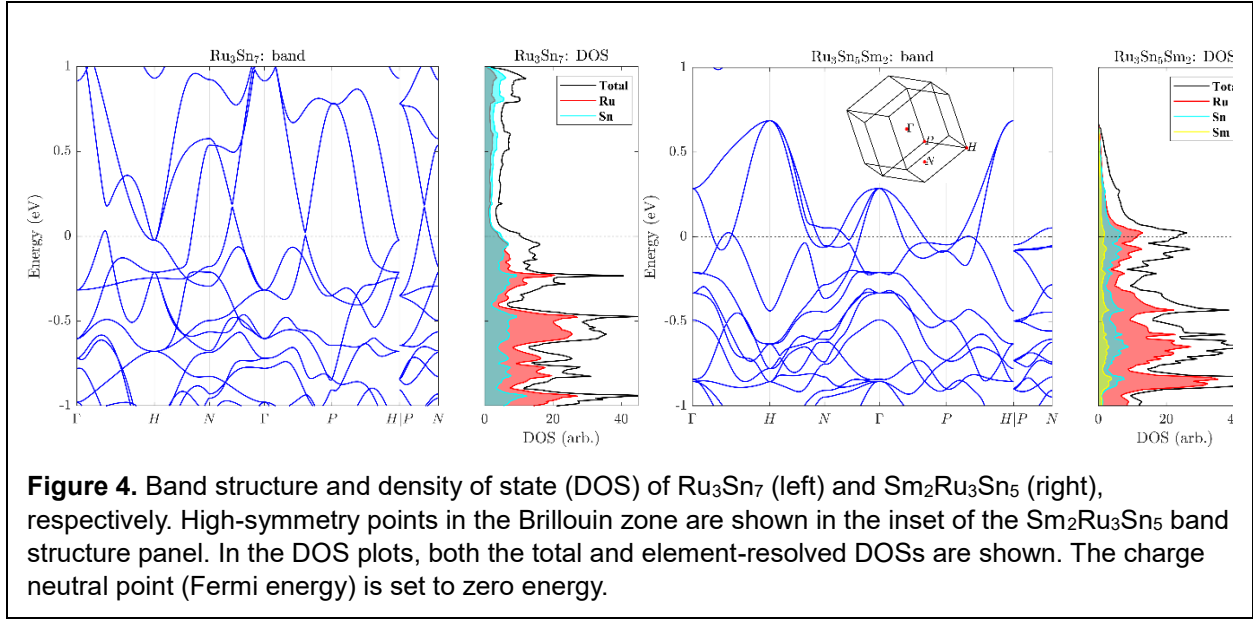 Ru₃Sn₇: band
1
0.5
0
-0.5
-1
Energy (eV)
Γ H N Γ P H|P N
Ru₃Sn₇: DOS
Total
Ru
Sn
0 20 40
DOS (arb.)
Ru₃Sn₅Sm₂: band
1
0.5
0
-0.5
-1
Energy (eV)
Γ
P
H
N
Γ H N Γ P H|P N
Ru₃Sn₅Sm₂: DOS
Tota
Ru
Sn
Sm
0 20 40
DOS (arb.)
Figure 4. Band structure and density of state (DOS) of Ru₃Sn₇ (left) and Sm₂Ru₃Sn₅ (right),
respectively. High-symmetry points in the Brillouin zone are shown in the inset of the Sm₂Ru₃Sn₅ band
structure panel. In the DOS plots, both the total and element-resolved DOSs are shown. The charge
neutral point (Fermi energy) is set to zero energy.